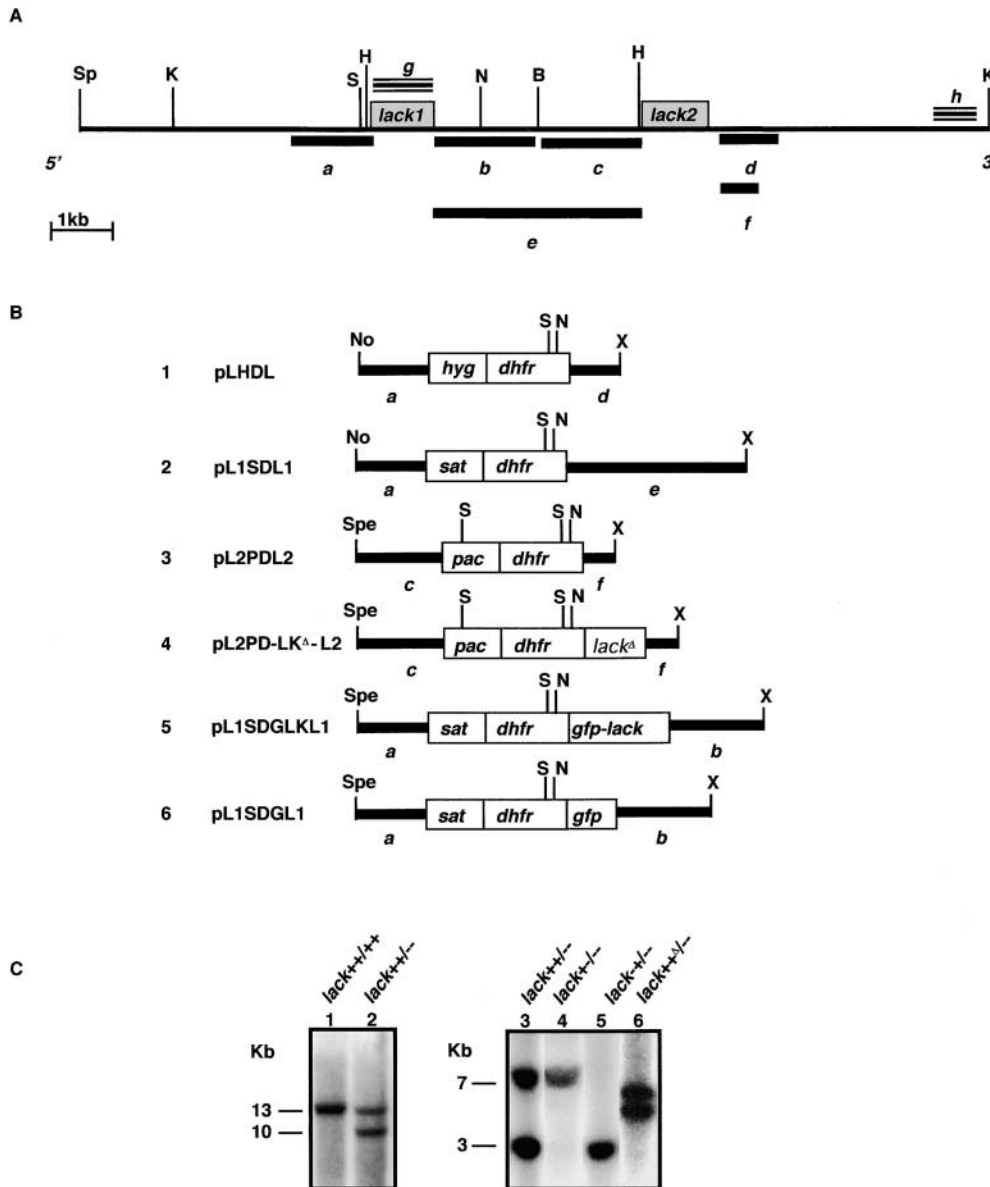 A
Sp K S H g N B H h K
lack1 lack2
5' a b c d 3'
1kb e f
B
1 pLHDL No hyg dhfr S N X
a d
2 pL1SDL1 No sat dhfr S N X
a e
3 pL2PDL2 Spe S pac dhfr S N X
c f
4 pL2PD-LKΔ-L2 Spe S pac dhfr S N lackΔ X
c f
5 pL1SDGLKL1 Spe sat dhfr S N gfp-lack X
a b
6 pL1SDGL1 Spe sat dhfr S N gfp X
a b
C
lack++/++ lack++/-- lack++/-- lack+-/-- lack-+/-- lack++Δ/--
1 2 3 4 5 6
Kb Kb
13 7
10 3